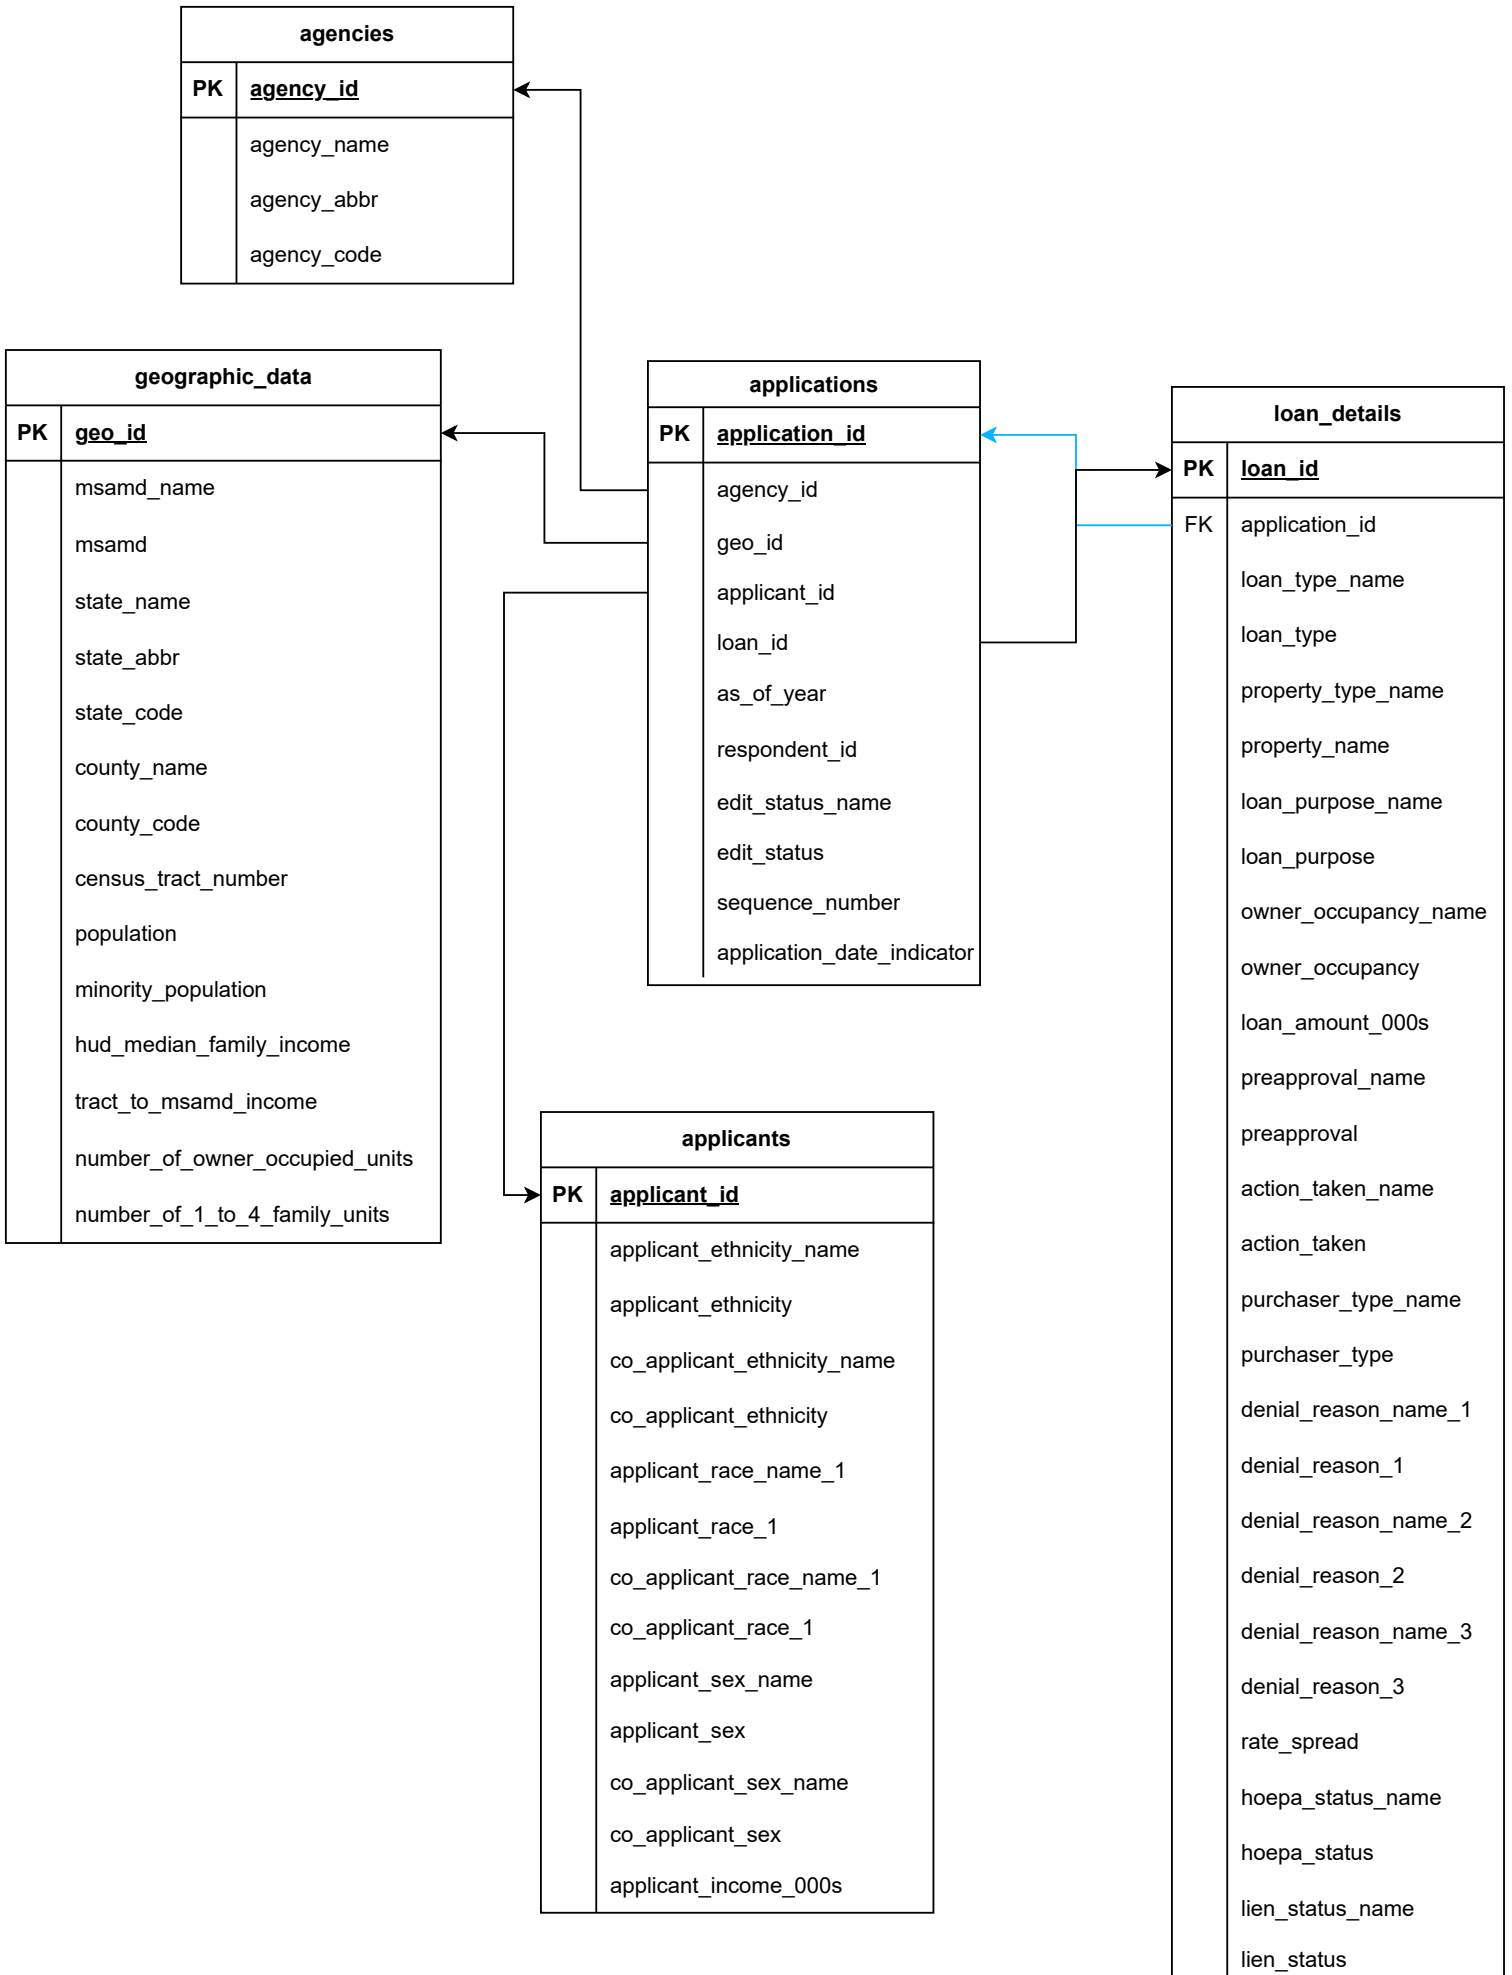 agencies
PK agency_id
agency_name
agency_abbr
agency_code
geographic_data
PK geo_id
msamd_name
msamd
state_name
state_abbr
state_code
county_name
county_code
census_tract_number
population
minority_population
hud_median_family_income
tract_to_msamd_income
number_of_owner_occupied_units
number_of_1_to_4_family_units
applications
PK application_id
agency_id
geo_id
applicant_id
loan_id
as_of_year
respondent_id
edit_status_name
edit_status
sequence_number
application_date_indicator
applicants
PK applicant_id
applicant_ethnicity_name
applicant_ethnicity
co_applicant_ethnicity_name
co_applicant_ethnicity
applicant_race_name_1
applicant_race_1
co_applicant_race_name_1
co_applicant_race_1
applicant_sex_name
applicant_sex
co_applicant_sex_name
co_applicant_sex
applicant_income_000s
loan_details
PK loan_id
FK application_id
loan_type_name
loan_type
property_type_name
property_name
loan_purpose_name
loan_purpose
owner_occupancy_name
owner_occupancy
loan_amount_000s
preapproval_name
preapproval
action_taken_name
action_taken
purchaser_type_name
purchaser_type
denial_reason_name_1
denial_reason_1
denial_reason_name_2
denial_reason_2
denial_reason_name_3
denial_reason_3
rate_spread
hoepa_status_name
hoepa_status
lien_status_name
lien_status